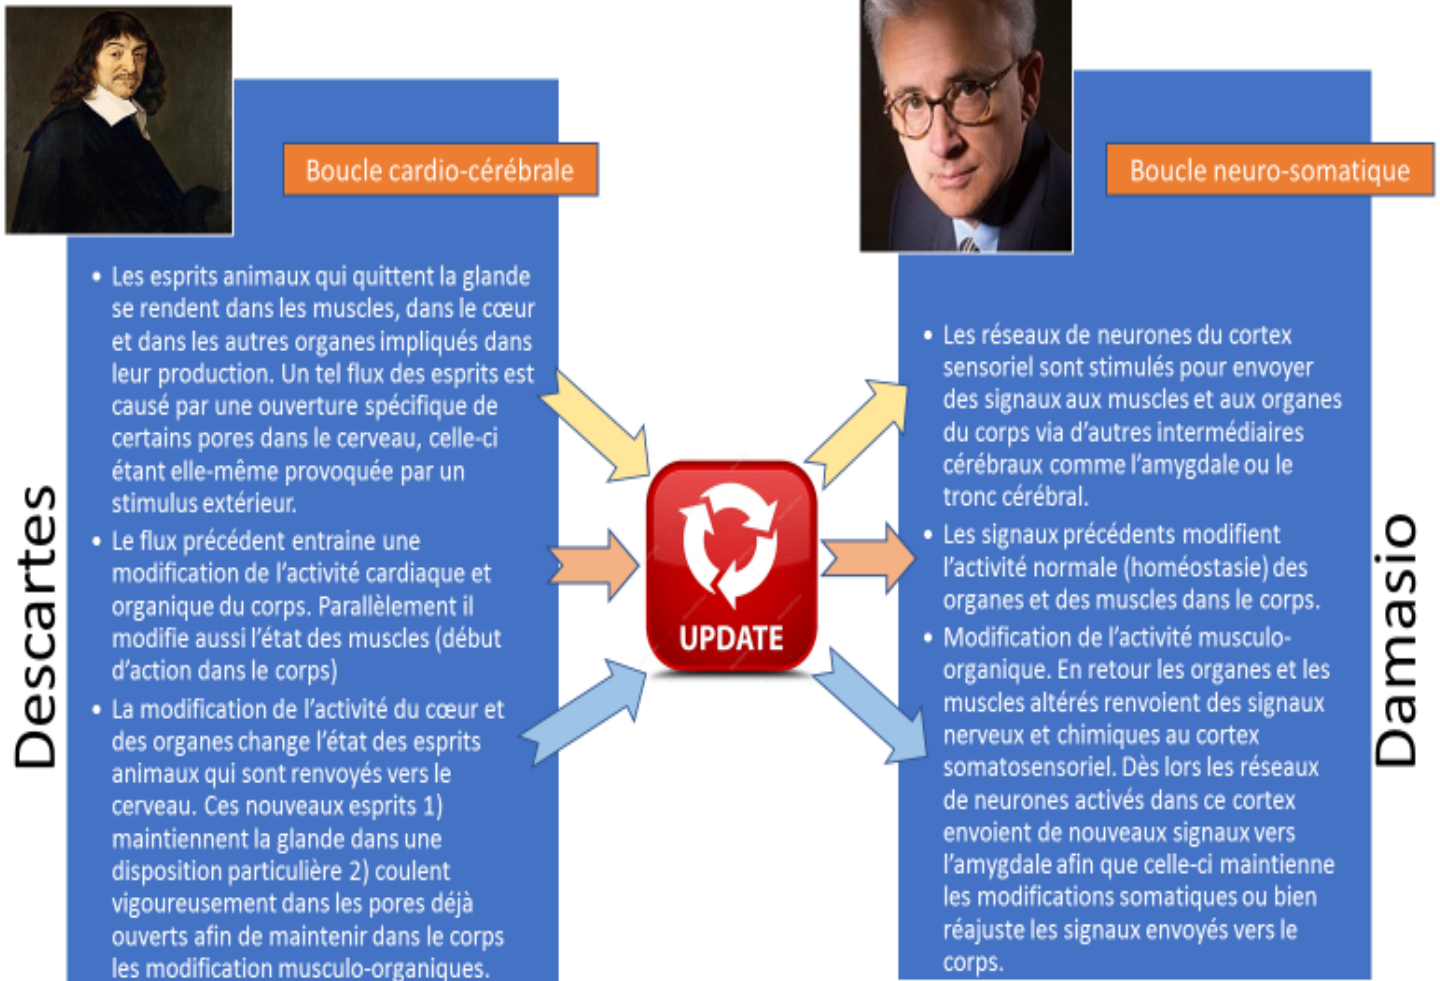 Boucle cardio-cérébrale
• Les esprits animaux qui quittent la glande
se rendent dans les muscles, dans le cœur
et dans les autres organes impliqués dans
leur production. Un tel flux des esprits est
causé par une ouverture spécifique de
certains pores dans le cerveau, celle-ci
étant elle-même provoquée par un
stimulus extérieur.
• Le flux précédent entraine une
modification de l’activité cardiaque et
organique du corps. Parallèlement il
modifie aussi l’état des muscles (début
d’action dans le corps)
• La modification de l’activité du cœur et
des organes change l’état des esprits
animaux qui sont renvoyés vers le
cerveau. Ces nouveaux esprits 1)
maintiennent la glande dans une
disposition particulière 2) coulent
vigoureusement dans les pores déjà
ouverts afin de maintenir dans le corps
les modification musculo-organiques.
Descartes
UPDATE
Boucle neuro-somatique
• Les réseaux de neurones du cortex
sensoriel sont stimulés pour envoyer
des signaux aux muscles et aux organes
du corps via d’autres intermédiaires
cérébraux comme l’amygdale ou le
tronc cérébral.
• Les signaux précédents modifient
l’activité normale (homéostasie) des
organes et des muscles dans le corps.
• Modification de l’activité musculo-
organique. En retour les organes et les
muscles altérés renvoient des signaux
nerveux et chimiques au cortex
somatosensoriel. Dès lors les réseaux
de neurones activés dans ce cortex
envoient de nouveaux signaux vers
l’amygdale afin que celle-ci maintienne
les modifications somatiques ou bien
réajuste les signaux envoyés vers le
corps.
Damasio